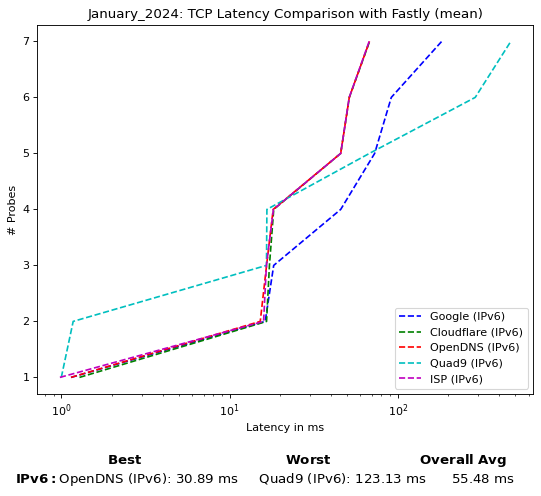 January_2024: TCP Latency Comparison with Fastly (mean)
7
6
5
4
3
2
1
# Probes
10⁰
10¹
10²
Latency in ms
Google (IPv6)
Cloudflare (IPv6)
OpenDNS (IPv6)
Quad9 (IPv6)
ISP (IPv6)
Best Worst Overall Avg
IPv6: OpenDNS (IPv6): 30.89 ms Quad9 (IPv6): 123.13 ms 55.48 ms